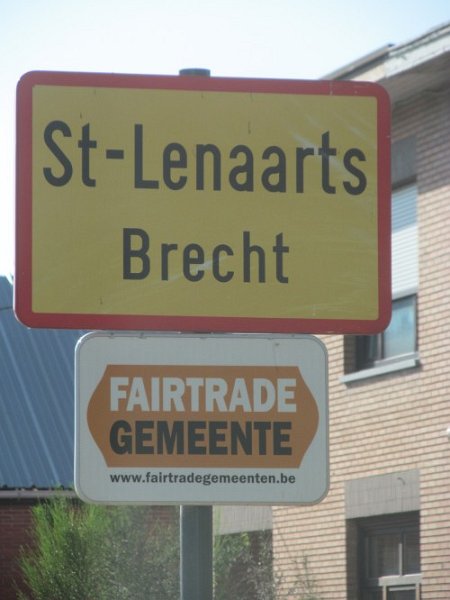 St-Lenaarts
Brecht
FAIRTRADE
GEMEENTE
www.fairtradegemeenten.be